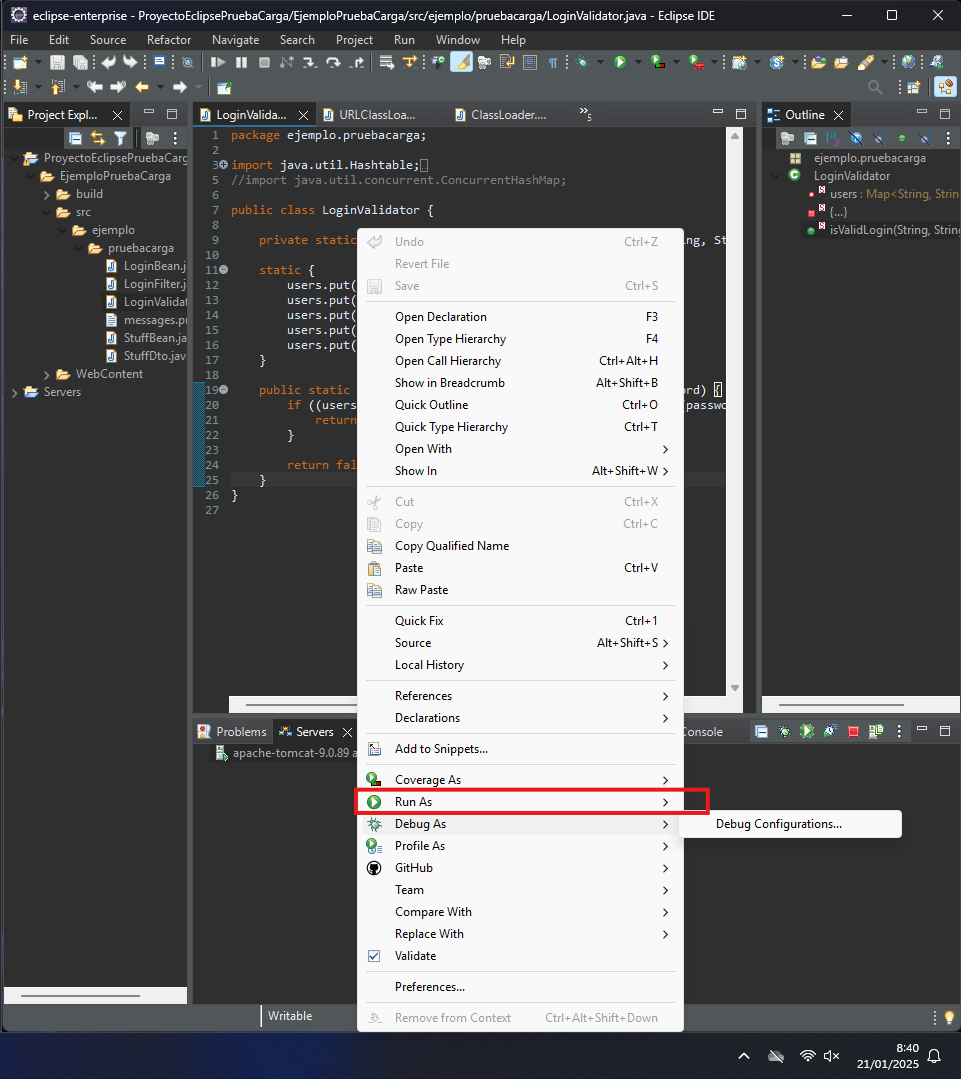 eclipse-enterprise - ProyectoEclipsePruebaCarga/EjemploPruebaCarga/src/ejemplo/pruebacarga/LoginValidator.java - Eclipse IDE
File Edit Source Refactor Navigate Search Project Run Window Help
Project Expl...
LoginValida...
URLClassLoa...
ClassLoader....
5
Outline
ProyectoEclipsePruebaCarg
EjemploPruebaCarga
build
src
ejemplo
pruebacarga
LoginBean.j
LoginFilter.j
LoginValidat
messages.p
StuffBean.ja
StuffDto.java
WebContent
Servers
1 package ejemplo.pruebacarga;
2
3 import java.util.Hashtable;
5 //import java.util.concurrent.ConcurrentHashMap;
6
7 public class LoginValidator {
8
9 private static ing, St
10
11 static {
12 users.put(
13 users.put(
14 users.put(
15 users.put(
16 users.put(
17 }
18
19 public static rd) {
20 if ((users (passwo
21 return
22 }
23
24 return fal
25 }
26 }
27
ejemplo.pruebacarga
LoginValidator
users : Map<String, Strin
{...}
isValidLogin(String, String
Undo Ctrl+Z
Revert File
Save Ctrl+S
Open Declaration F3
Open Type Hierarchy F4
Open Call Hierarchy Ctrl+Alt+H
Show in Breadcrumb Alt+Shift+B
Quick Outline Ctrl+O
Quick Type Hierarchy Ctrl+T
Open With
Show In Alt+Shift+W
Cut Ctrl+X
Copy Ctrl+C
Copy Qualified Name
Paste Ctrl+V
Raw Paste
Quick Fix Ctrl+1
Source Alt+Shift+S
Local History
References
Declarations
Add to Snippets...
Coverage As
Run As
Debug As
Profile As
GitHub
Team
Compare With
Replace With
Validate
Preferences...
Remove from Context Ctrl+Alt+Shift+Down
Debug Configurations...
Problems
Servers
Console
apache-tomcat-9.0.89 a
Writable
8:40
21/01/2025